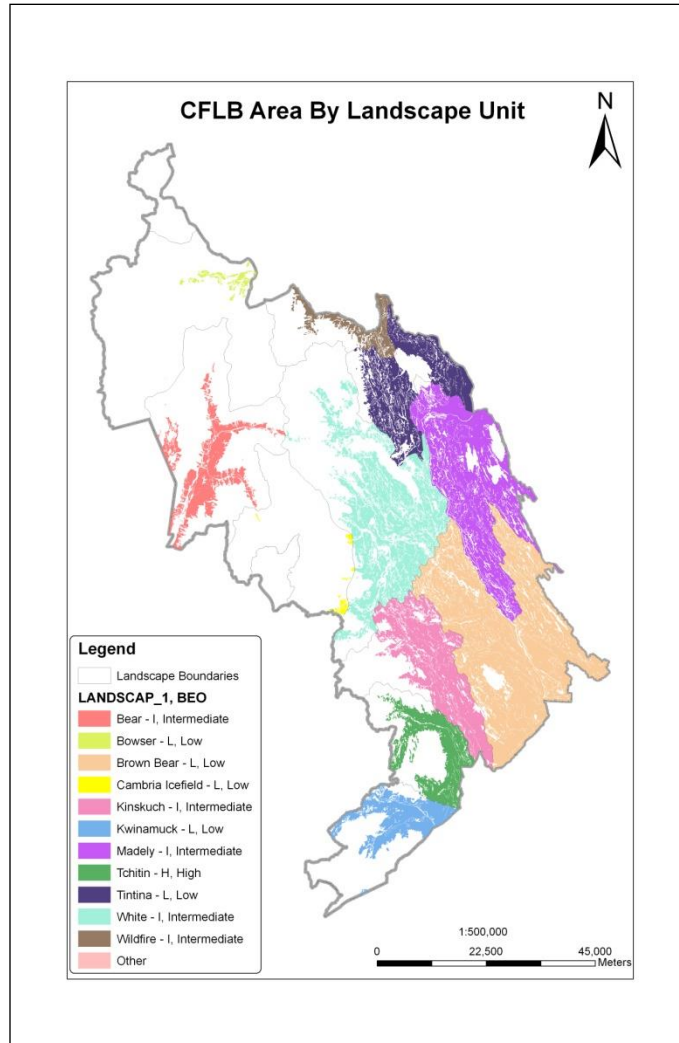 CFLB Area By Landscape Unit
N
Legend
Landscape Boundaries
LANDSCAP_1, BEO
Bear - I, Intermediate
Bowser - L, Low
Brown Bear - L, Low
Cambria Icefield - L, Low
Kinskuch - I, Intermediate
Kwinamuck - L, Low
Madely - I, Intermediate
Tchitin - H, High
Tintina - L, Low
White - I, Intermediate
Wildfire - I, Intermediate
Other
1:500,000
0 22,500 45,000
Meters